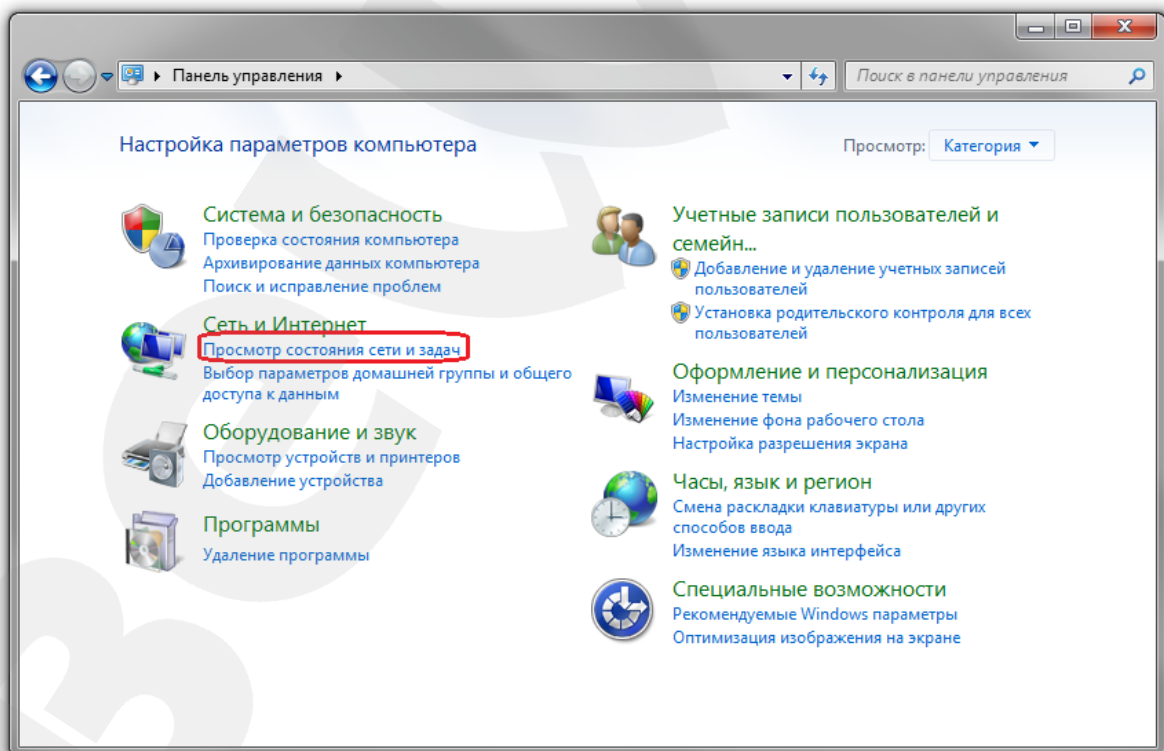 Панель управления
Поиск в панели управления
Настройка параметров компьютера
Просмотр: Категория
Система и безопасность
Проверка состояния компьютера
Архивирование данных компьютера
Поиск и исправление проблем
Сеть и Интернет
Просмотр состояния сети и задач
Выбор параметров домашней группы и общего
доступа к данным
Оборудование и звук
Просмотр устройств и принтеров
Добавление устройства
Программы
Удаление программы
Учетные записи пользователей и
семейн...
Добавление и удаление учетных записей
пользователей
Установка родительского контроля для всех
пользователей
Оформление и персонализация
Изменение темы
Изменение фона рабочего стола
Настройка разрешения экрана
Часы, язык и регион
Смена раскладки клавиатуры или других
способов ввода
Изменение языка интерфейса
Специальные возможности
Рекомендуемые Windows параметры
Оптимизация изображения на экране